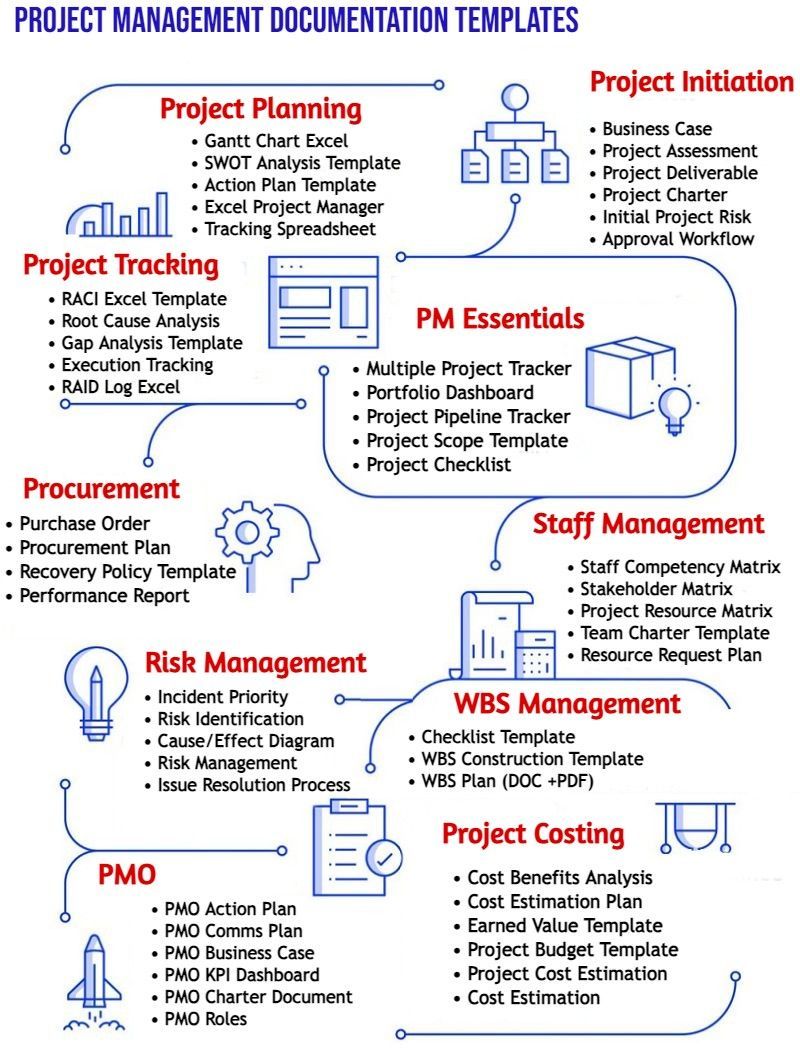 PROJECT MANAGEMENT DOCUMENTATION TEMPLATES
Project Planning
• Gantt Chart Excel
• SWOT Analysis Template
• Action Plan Template
• Excel Project Manager
• Tracking Spreadsheet
Project Initiation
• Business Case
• Project Assessment
• Project Deliverable
• Project Charter
• Initial Project Risk
• Approval Workflow
Project Tracking
• RACI Excel Template
• Root Cause Analysis
• Gap Analysis Template
• Execution Tracking
• RAID Log Excel
PM Essentials
• Multiple Project Tracker
• Portfolio Dashboard
• Project Pipeline Tracker
• Project Scope Template
• Project Checklist
Procurement
• Purchase Order
• Procurement Plan
• Recovery Policy Template
• Performance Report
Staff Management
• Staff Competency Matrix
• Stakeholder Matrix
• Project Resource Matrix
• Team Charter Template
• Resource Request Plan
Risk Management
• Incident Priority
• Risk Identification
• Cause/Effect Diagram
• Risk Management
• Issue Resolution Process
WBS Management
• Checklist Template
• WBS Construction Template
• WBS Plan (DOC +PDF)
Project Costing
• Cost Benefits Analysis
• Cost Estimation Plan
• Earned Value Template
• Project Budget Template
• Project Cost Estimation
• Cost Estimation
PMO
• PMO Action Plan
• PMO Comms Plan
• PMO Business Case
• PMO KPI Dashboard
• PMO Charter Document
• PMO Roles